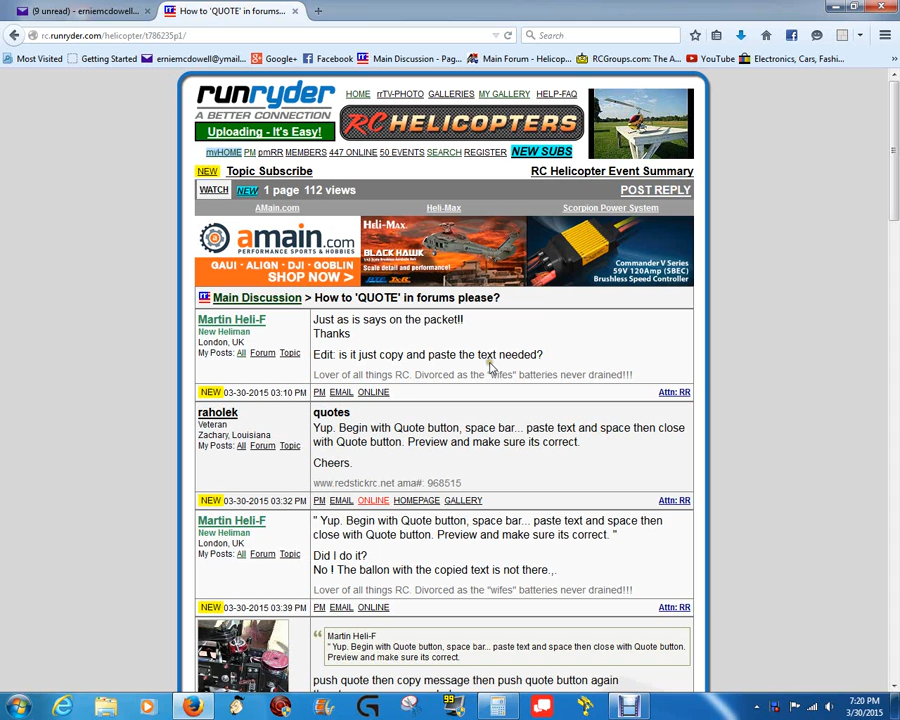 (9 unread) - erniemcdowell...
How to 'QUOTE' in forums...
rc.runryder.com/helicopter/t786235p1/
Search
Most Visited
Getting Started
erniemcdowell@ymail...
Google+
Facebook
Main Discussion - Pag...
Main Forum - Helicop...
RCGroups.com: The A...
YouTube
Electronics, Cars, Fashi...
runryder
A BETTER CONNECTION
Uploading - It's Easy!
HOME rrTV-PHOTO GALLERIES MY GALLERY HELP-FAQ
RC HELICOPTERS
myHOME PM pmRR MEMBERS 447 ONLINE 50 EVENTS SEARCH REGISTER NEW SUBS
NEW Topic Subscribe
RC Helicopter Event Summary
WATCH NEW 1 page 112 views
POST REPLY
AMain.com
Heli-Max
Scorpion Power System
amain.com
PERFORMANCE SPORTS & HOBBIES
GAUI - ALIGN - DJI - GOBLIN
SHOP NOW >
Heli-Max
BLACK HAWK
Scale detail and performance!
Commander V Series
59V 120Amp (SBEC)
Brushless Speed Controller
Main Discussion > How to 'QUOTE' in forums please?
Martin Heli-F
New Heliman
London, UK
My Posts: All Forum Topic
Just as is says on the packet!!
Thanks
Edit: is it just copy and paste the text needed?
Lover of all things RC. Divorced as the "wifes" batteries never drained!!!
NEW 03-30-2015 03:10 PM
PM EMAIL ONLINE
Attn: RR
raholek
Veteran
Zachary, Louisiana
My Posts: All Forum Topic
quotes
Yup. Begin with Quote button, space bar... paste text and space then close
with Quote button. Preview and make sure its correct.
Cheers.
www.redstickrc.net ama#: 968515
NEW 03-30-2015 03:32 PM
PM EMAIL ONLINE HOMEPAGE GALLERY
Attn: RR
Martin Heli-F
New Heliman
London, UK
My Posts: All Forum Topic
" Yup. Begin with Quote button, space bar... paste text and space then
close with Quote button. Preview and make sure its correct. "
Did I do it?
No ! The ballon with the copied text is not there.,.
Lover of all things RC. Divorced as the "wifes" batteries never drained!!!
NEW 03-30-2015 03:39 PM
PM EMAIL ONLINE
Attn: RR
Martin Heli-F
" Yup. Begin with Quote button, space bar... paste text and space then close with Quote button.
Preview and make sure its correct.
push quote then copy message then push quote button again
99
7:20 PM
3/30/2015